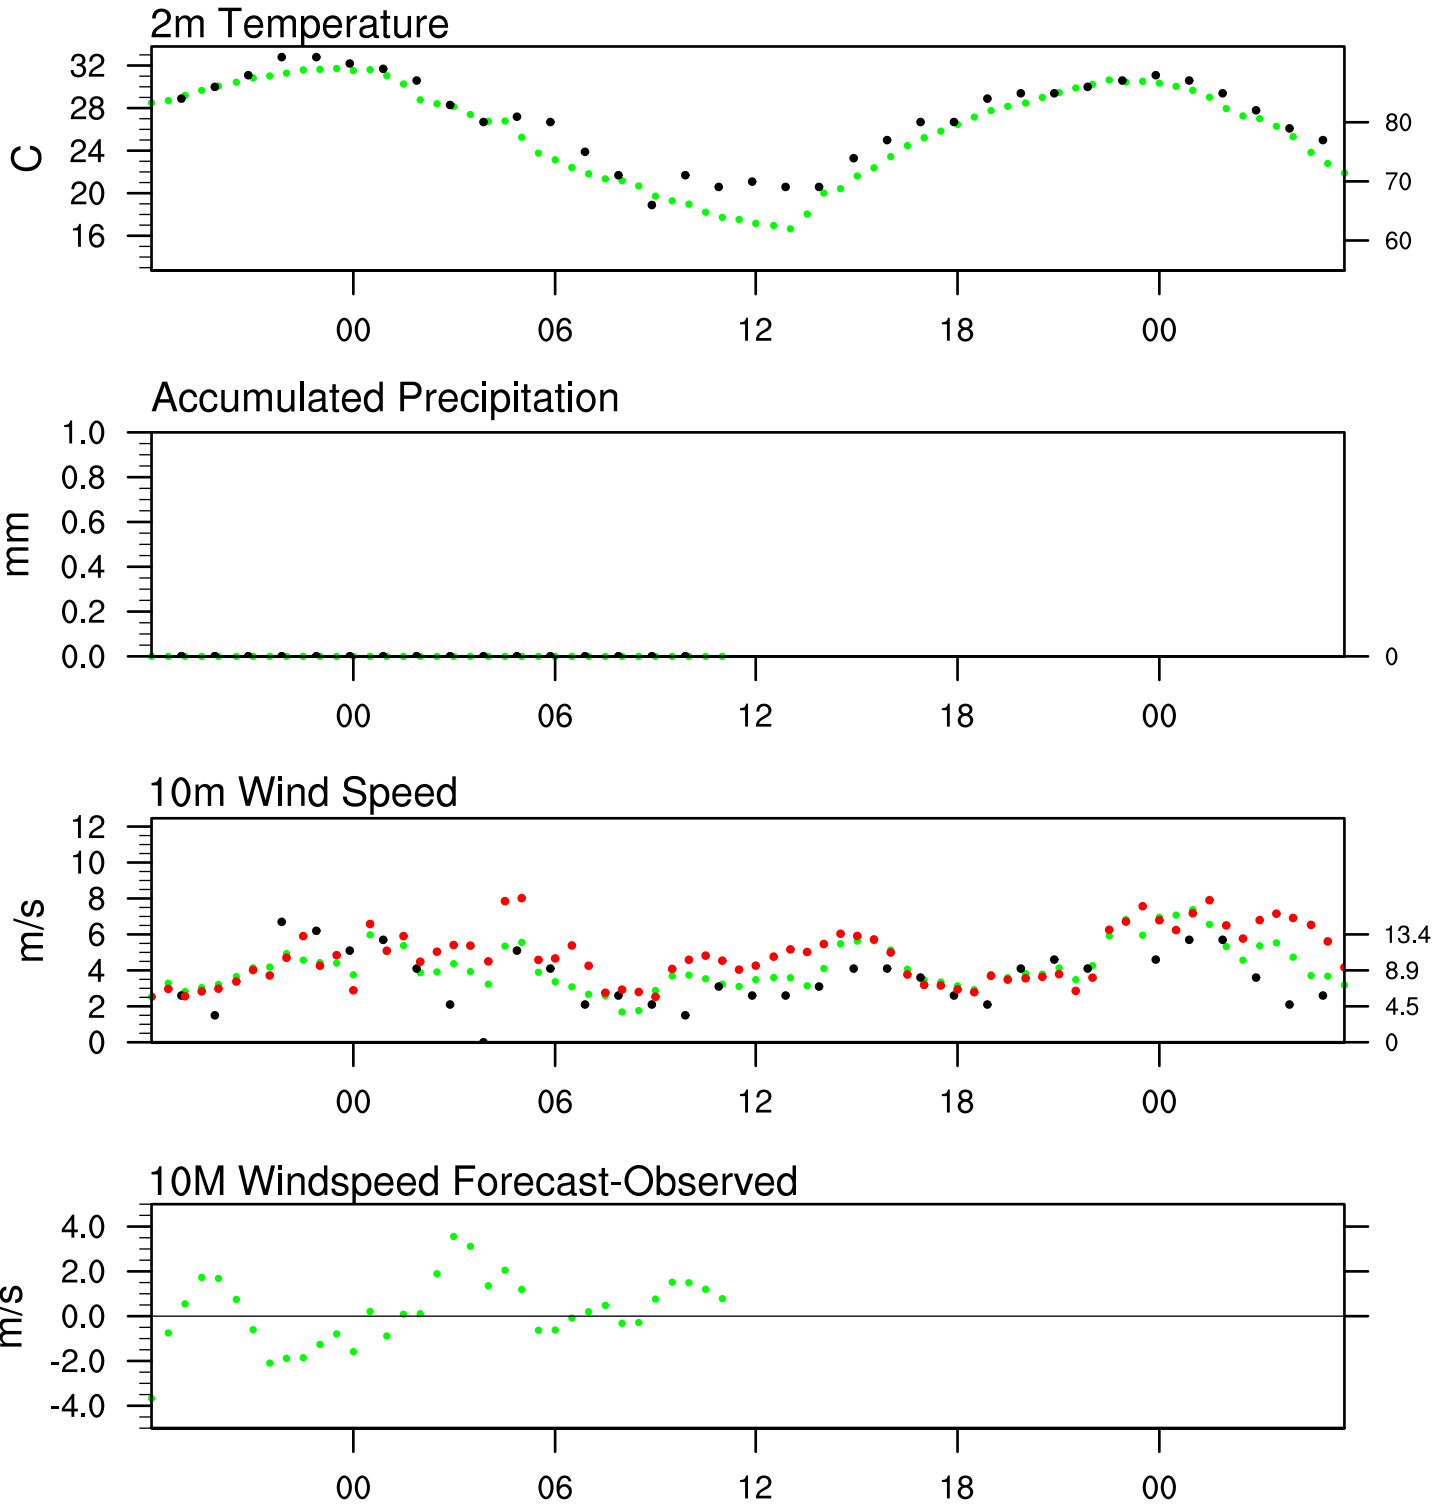 2m Temperature
32
28
24
20
16
C
80
70
60
00 06 12 18 00
Accumulated Precipitation
1.0
0.8
0.6
0.4
0.2
0.0
mm
0
00 06 12 18 00
10m Wind Speed
12
10
8
6
4
2
0
m/s
13.4
8.9
4.5
0
00 06 12 18 00
10M Windspeed Forecast-Observed
4.0
2.0
0.0
-2.0
-4.0
m/s
00 06 12 18 00